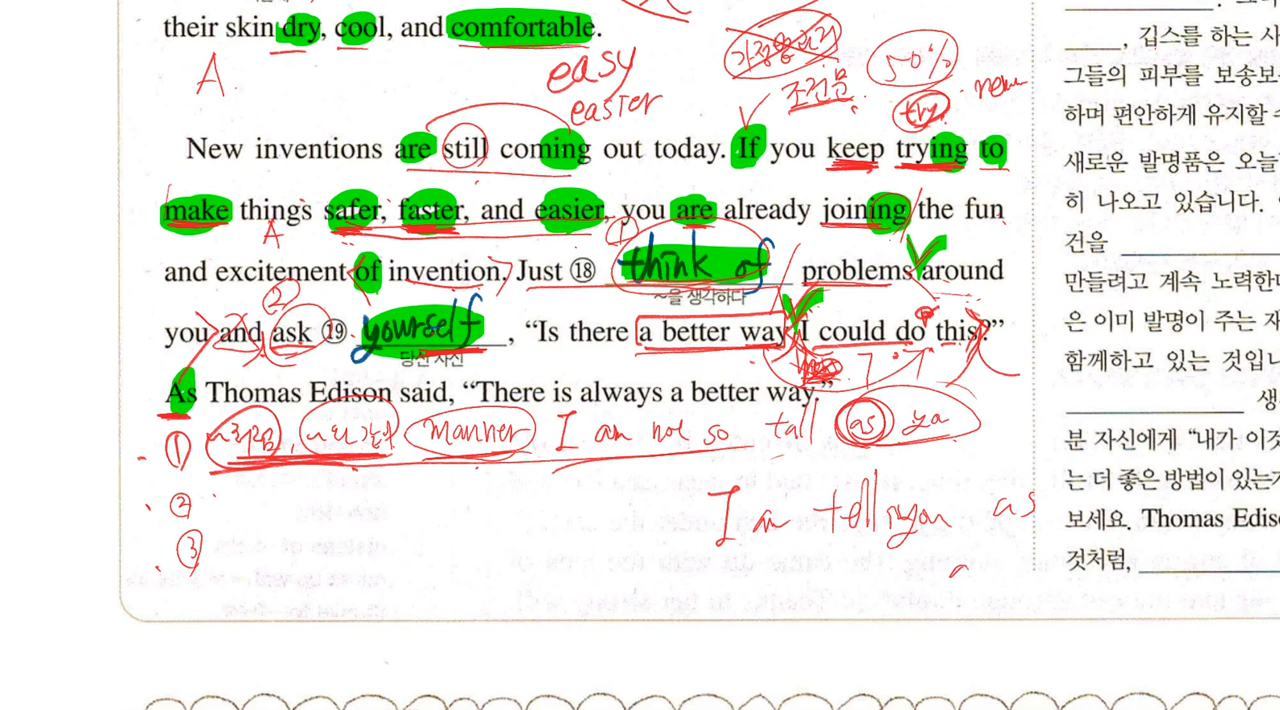 their skin dry, cool, and comfortable.
A
easy
easier
가정용법
조건문
50%
try
New inventions are still coming out today. If you keep trying to
make things safer, faster, and easier, you are already joining the fun
A
①
and excitement of invention. Just ⑱ think of problems around
~을 생각하다
②
you and ask ⑲ yourself, “Is there a better way I could do this?”
당신 자신
As Thomas Edison said, “There is always a better way.”
① ~처럼 manner I am not so tall as you
② I am tell you as
③
, 깁스를 하는 사
그들의 피부를 보송보
하며 편안하게 유지할 수
새로운 발명품은 오늘
히 나오고 있습니다.
건을
만들려고 계속 노력한
은 이미 발명이 주는 재
함께하고 있는 것입니
생
분 자신에게 “내가 이것
는 더 좋은 방법이 있는가
보세요. Thomas Edis
것처럼,